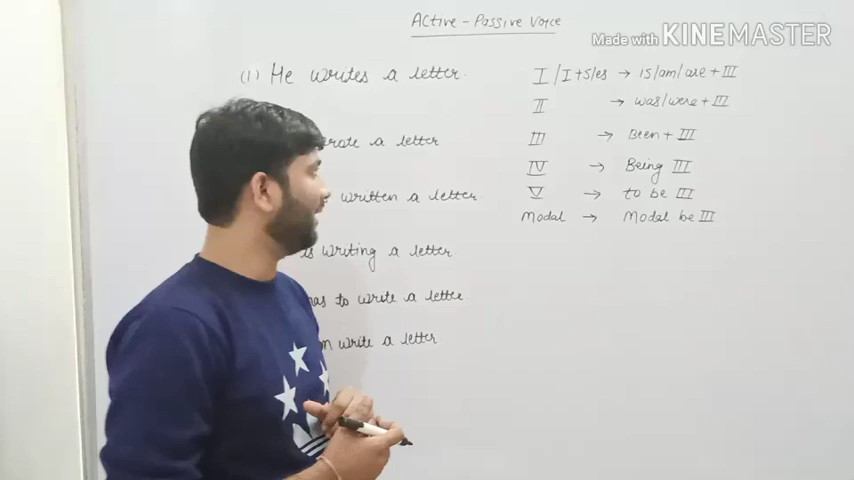 Active - Passive Voice
Made with KINEMASTER
(1) He writes a letter.
a letter
written a letter.
is writing a letter
has to write a letter
write a letter
I / I+s/es → is/am/are + III
II → was/were + III
III → Been + III
IV → Being III
V → to be III
Modal → Modal be III